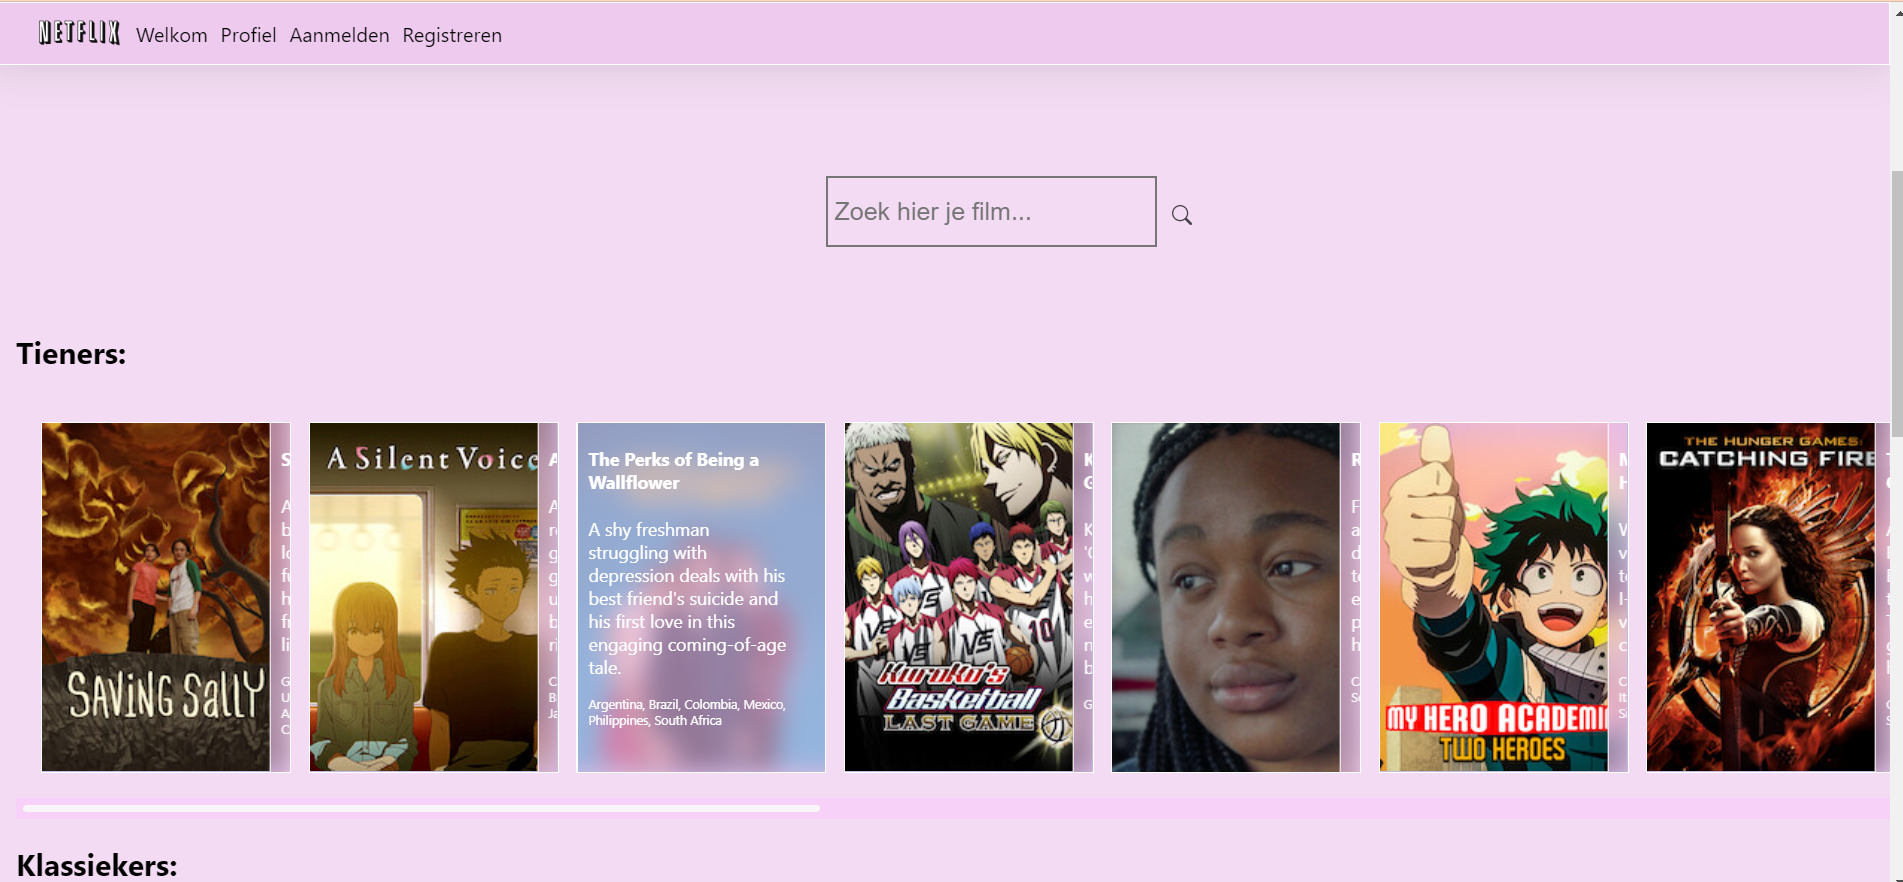 NETFLIX Welkom Profiel Aanmelden Registreren
Zoek hier je film...
Tieners:
SAVING SALLY
A Silent Voice
The Perks of Being a
Wallflower
A shy freshman
struggling with
depression deals with his
best friend's suicide and
his first love in this
engaging coming-of-age
tale.
Argentina, Brazil, Colombia, Mexico,
Philippines, South Africa
VS VS
10
Kuroko's
Basketball
LAST GAME
MY HERO ACADEMI
TWO HEROES
THE HUNGER GAMES:
CATCHING FIRE
Klassiekers: